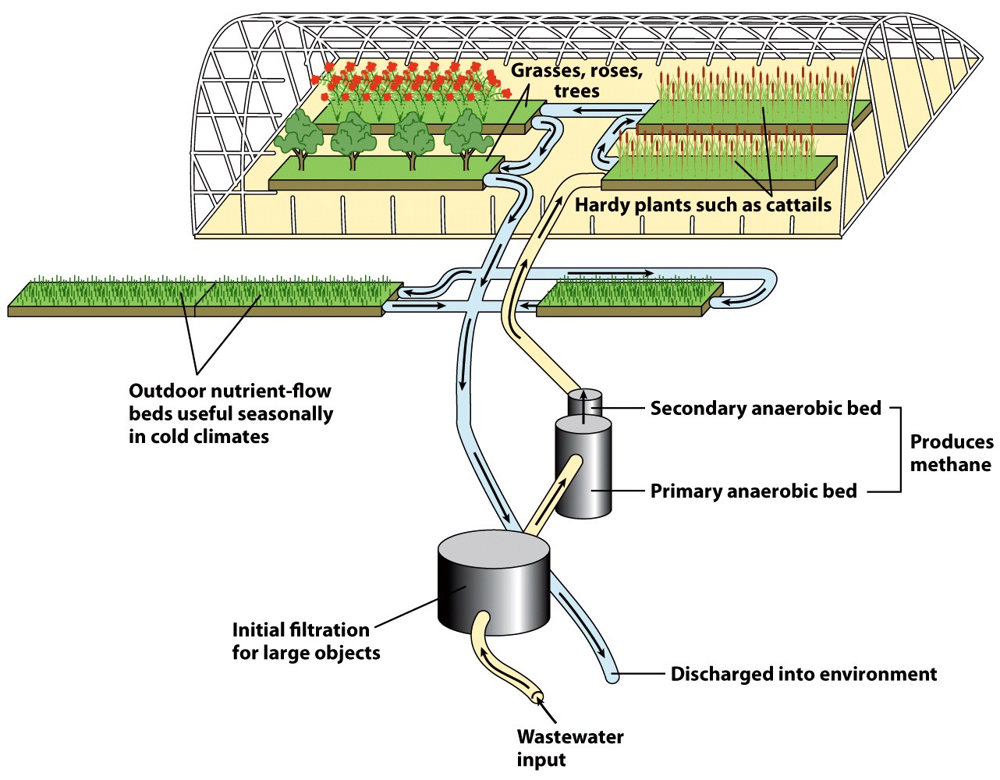 Grasses, roses,
trees
Hardy plants such as cattails
Outdoor nutrient-flow
beds useful seasonally
in cold climates
Secondary anaerobic bed
Produces
methane
Primary anaerobic bed
Initial filtration
for large objects
Discharged into environment
Wastewater
input